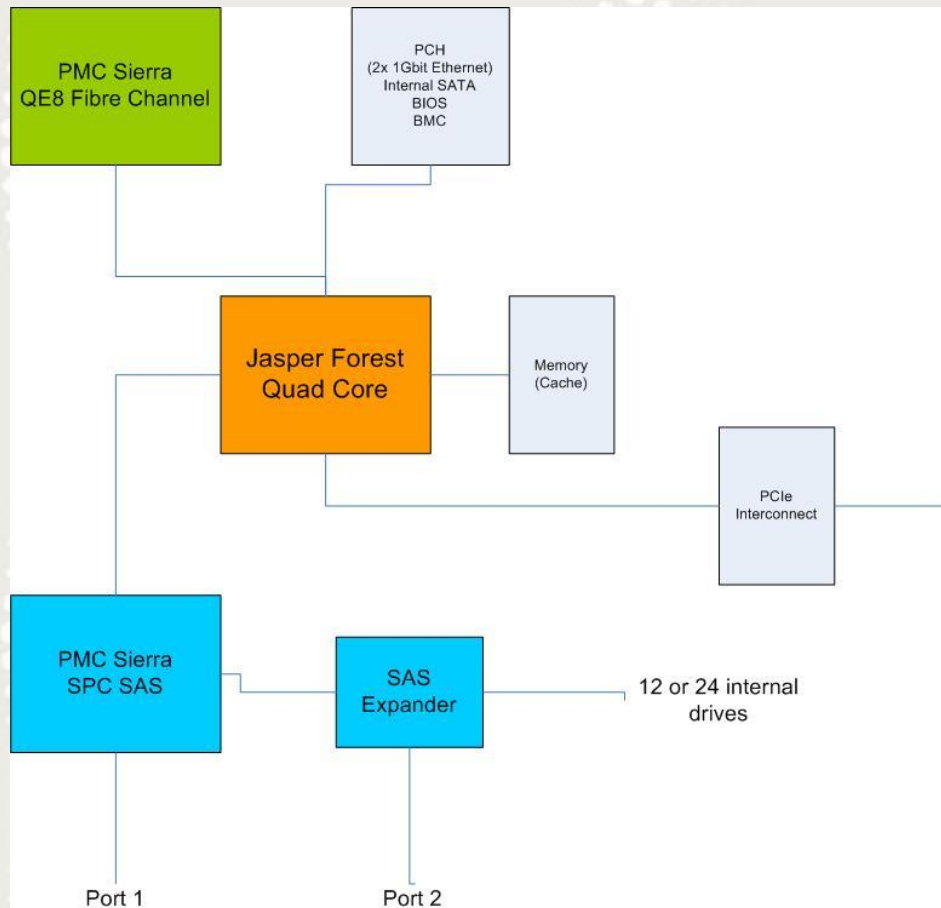 PMC Sierra
QE8 Fibre Channel
PCH
(2x 1Gbit Ethernet)
Internal SATA
BIOS
BMC
Jasper Forest
Quad Core
Memory
(Cache)
PCIe
Interconnect
PMC Sierra
SPC SAS
SAS
Expander
12 or 24 internal
drives
Port 1
Port 2